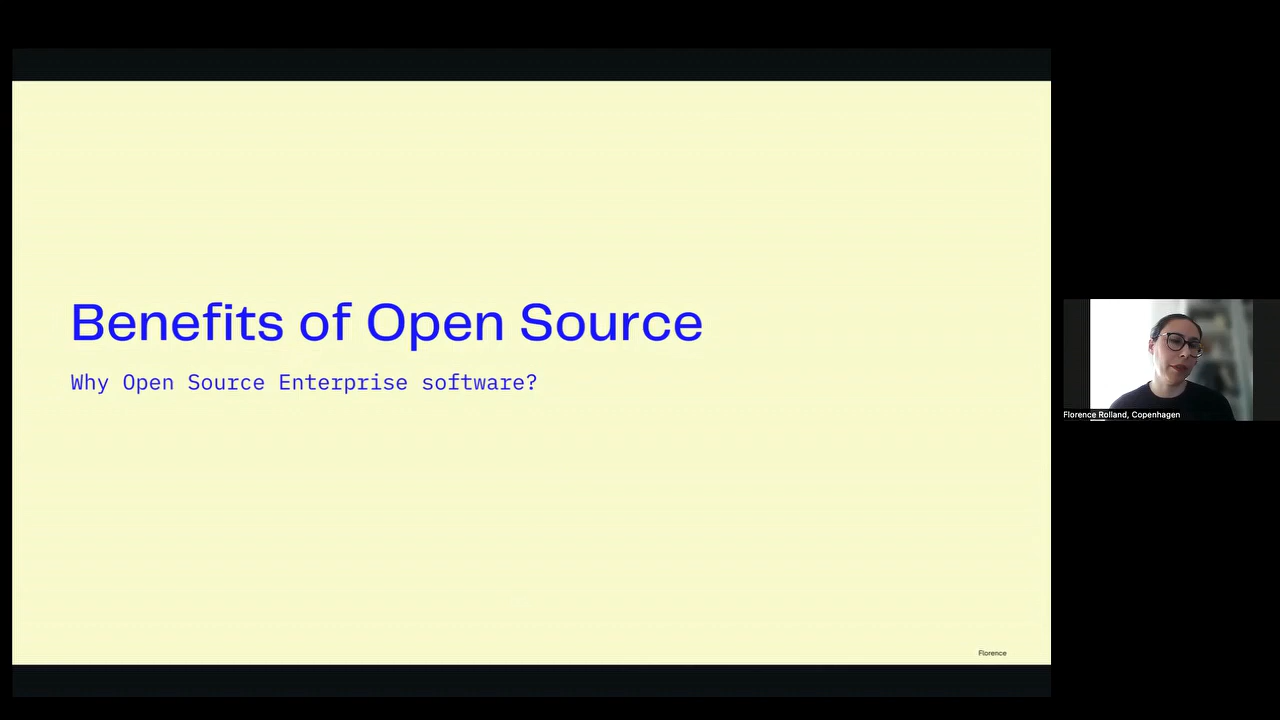 Benefits of Open Source
Why Open Source Enterprise software?
Florence Rolland, Copenhagen
Florence